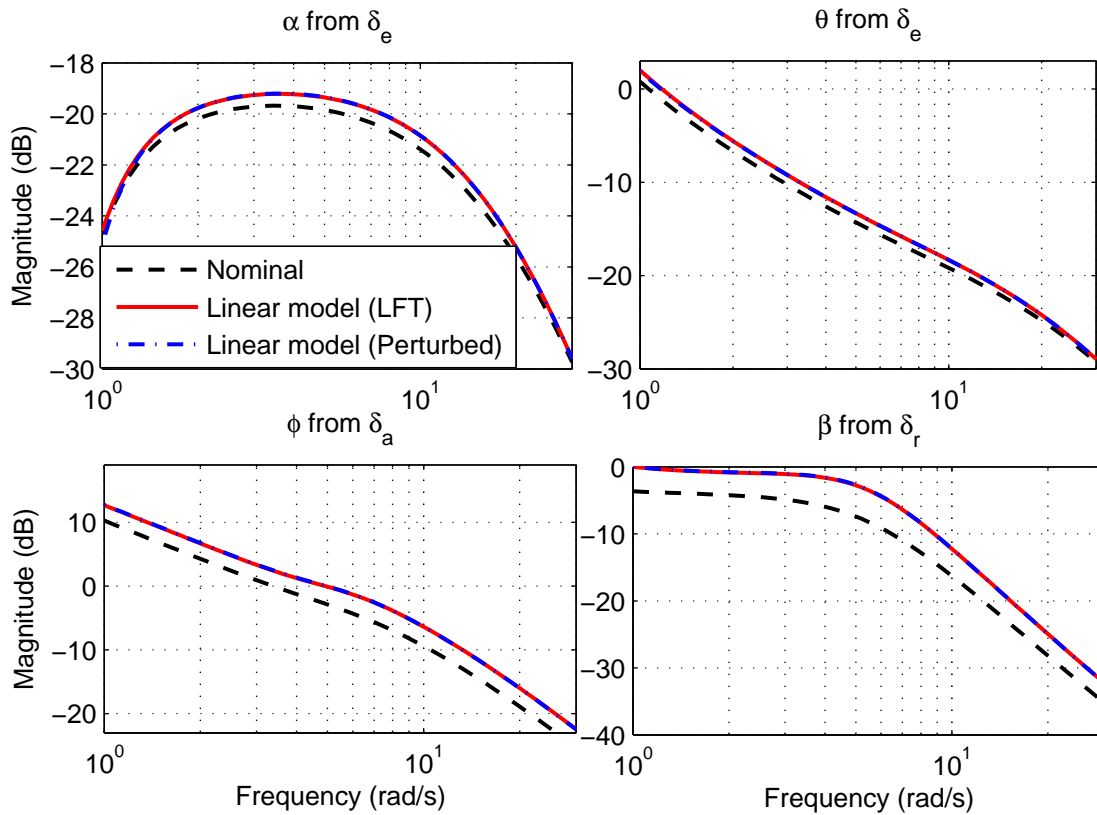 α from δe
Magnitude (dB)
−18
−20
−22
−24
−26
−28
−30
10^0
10^1
Nominal
Linear model (LFT)
Linear model (Perturbed)
θ from δe
0
−10
−20
−30
10^0
10^1
ϕ from δa
Magnitude (dB)
10
0
−10
−20
10^0
10^1
Frequency (rad/s)
β from δr
0
−10
−20
−30
−40
10^0
10^1
Frequency (rad/s)